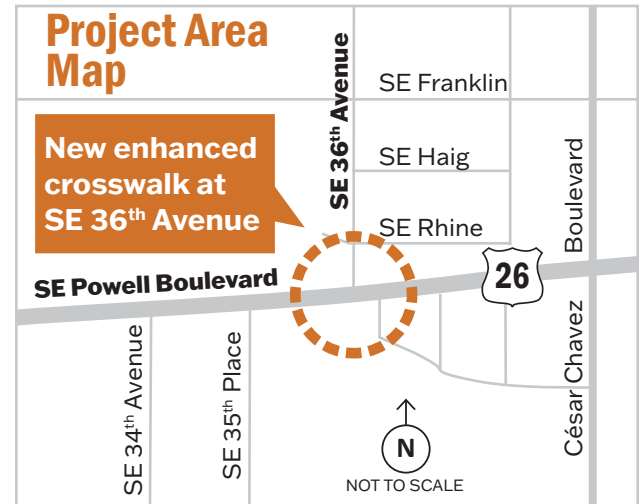 Project Area
Map
SE 36th Avenue
SE Franklin
New enhanced
crosswalk at
SE 36th Avenue
SE Haig
SE Rhine
César Chavez Boulevard
SE Powell Boulevard
26
SE 34th Avenue
SE 35th Place
N
NOT TO SCALE